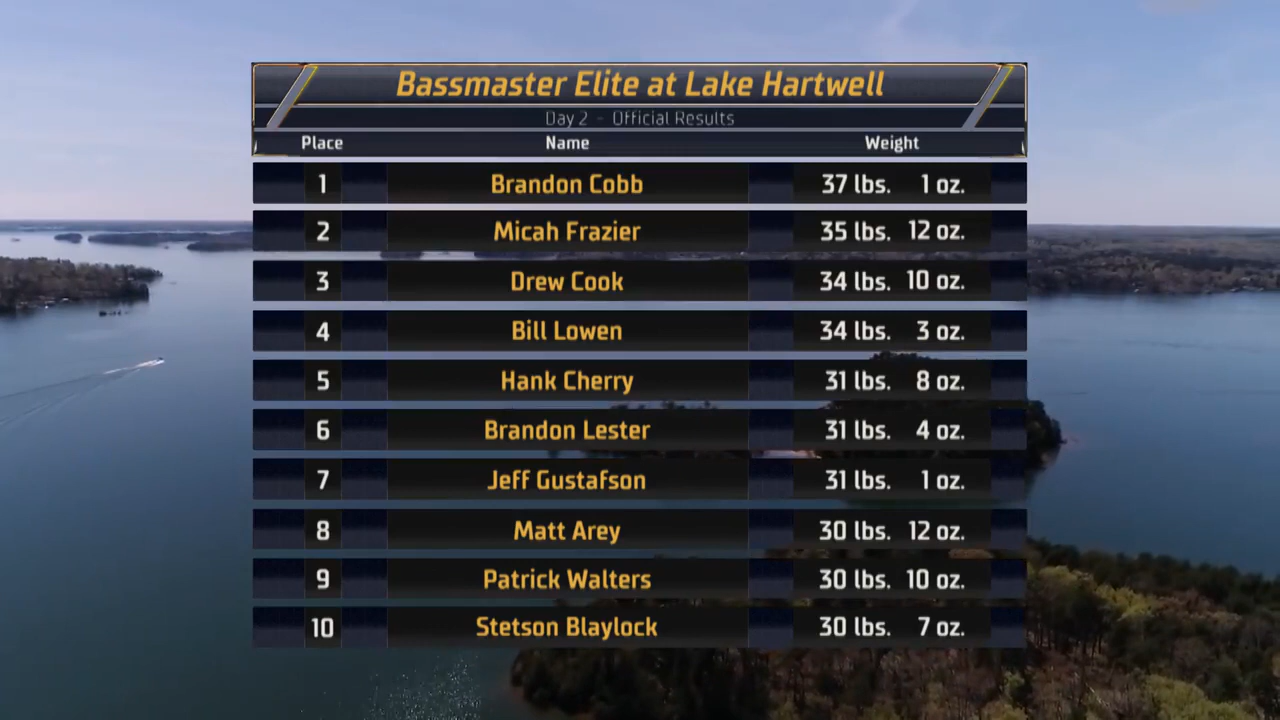 Bassmaster Elite at Lake Hartwell
Day 2 - Official Results
Place Name Weight
1 Brandon Cobb 37 lbs. 1 oz.
2 Micah Frazier 35 lbs. 12 oz.
3 Drew Cook 34 lbs. 10 oz.
4 Bill Lowen 34 lbs. 3 oz.
5 Hank Cherry 31 lbs. 8 oz.
6 Brandon Lester 31 lbs. 4 oz.
7 Jeff Gustafson 31 lbs. 1 oz.
8 Matt Arey 30 lbs. 12 oz.
9 Patrick Walters 30 lbs. 10 oz.
10 Stetson Blaylock 30 lbs. 7 oz.